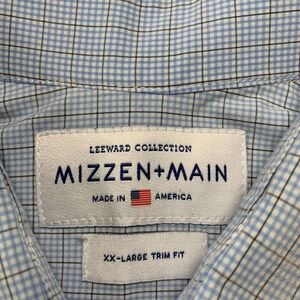 LEEWARD COLLECTION
MIZZEN+MAIN
MADE IN AMERICA
XX-LARGE TRIM FIT